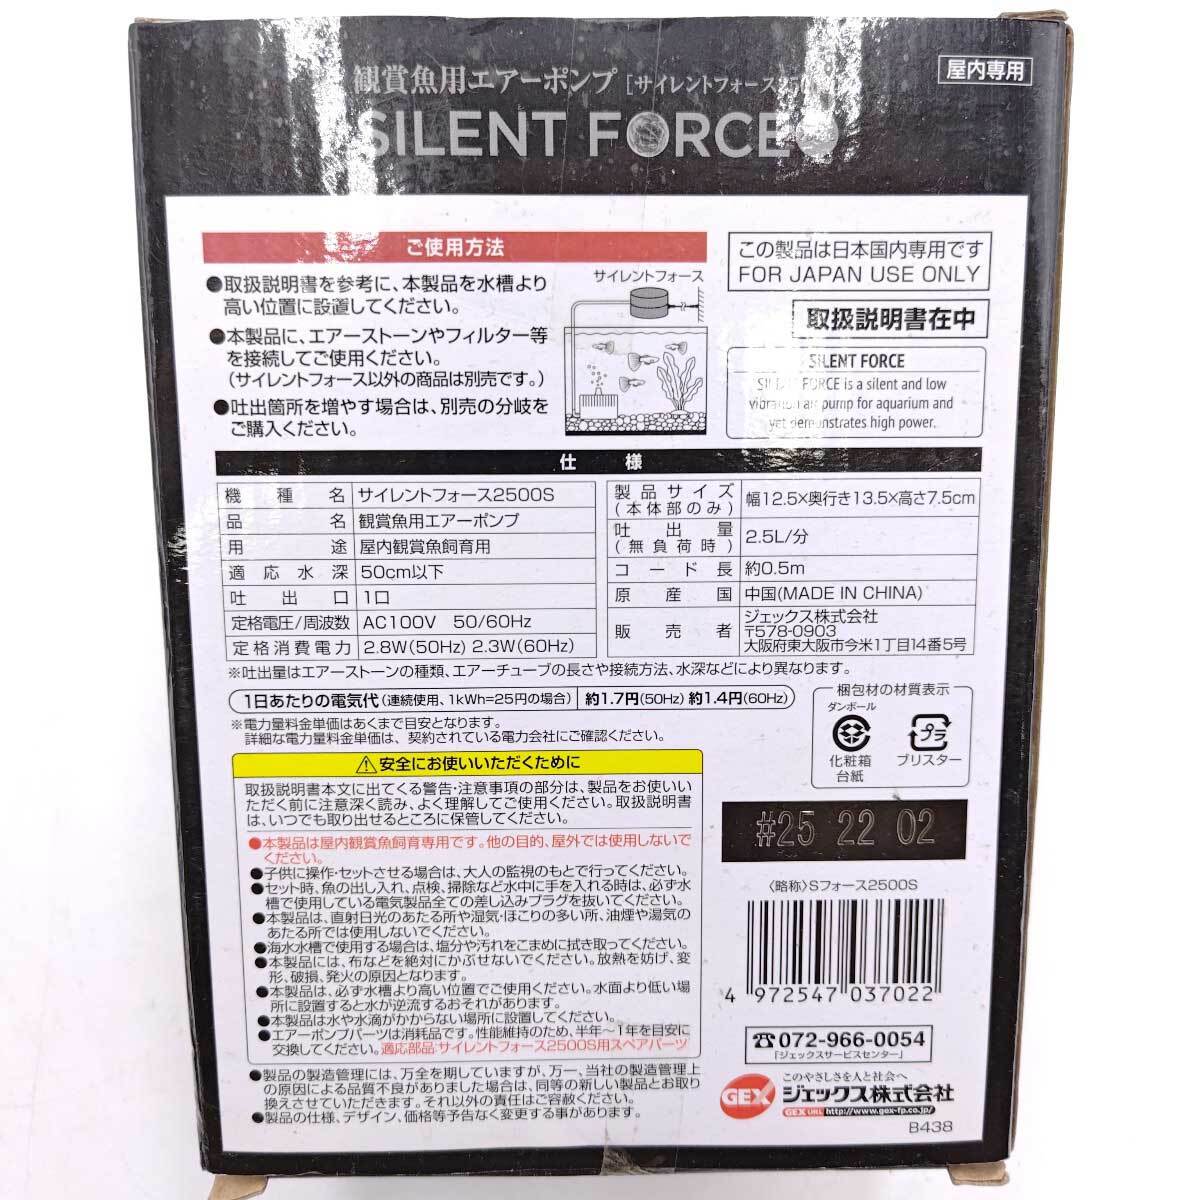 観賞魚用エアーポンプ [サイレントフォース250
屋内専用
SILENT FORCE
ご使用方法
●取扱説明書を参考に、本製品を水槽より
高い位置に設置してください。
●本製品に、エアーストーンやフィルター等
を接続してご使用ください。
(サイレントフォース以外の商品は別売です。)
●吐出箇所を増やす場合は、別売の分岐を
ご購入ください。
サイレントフォース
この製品は日本国内専用です
FOR JAPAN USE ONLY
取扱説明書在中
SILENT FORCE
SILENT FORCE is a silent and low
vibration air pump for aquarium and
yet demonstrates high power.
仕様
機種名 サイレントフォース2500S
品名 観賞魚用エアーポンプ
用途 屋内観賞魚飼育用
適応水深 50cm以下
吐出口 1口
定格電圧/周波数 AC100V 50/60Hz
定格消費電力 2.8W(50Hz) 2.3W(60Hz)
製品サイズ
(本体部のみ) 幅12.5×奥行き13.5×高さ7.5cm
吐出量
(無負荷時) 2.5L/分
コード長 約0.5m
原産国 中国(MADE IN CHINA)
販売者 ジェックス株式会社
〒578-0903
大阪府東大阪市今米1丁目14番5号
※吐出量はエアーストーンの種類、エアーチューブの長さや接続方法、水深などにより異なります。
1日あたりの電気代(連続使用、1kWh=25円の場合) 約1.7円(50Hz) 約1.4円(60Hz)
※電力量料金単価はあくまで目安となります。
詳細な電力量料金単価は、契約されている電力会社にご確認ください。
梱包材の材質表示
ダンボール
化粧箱
台紙
プラ
ブリスター
⚠安全にお使いいただくために
取扱説明書本文に出てくる警告・注意事項の部分は、製品をお使いい
ただく前に注意深く読み、よく理解してご使用ください。取扱説明書
は、いつでも取り出せるところに保管してください。
●本製品は屋内観賞魚飼育専用です。他の目的、屋外では使用しないで
ください。
●子供に操作・セットさせる場合は、大人の監視のもとで行ってください。
●セット時、魚の出し入れ、点検、掃除など水中に手を入れる時は、必ず水
槽で使用している電気製品全ての差し込みプラグを抜いてください。
●本製品は、直射日光のあたる所や湿気・ほこりの多い所、油煙や湯気の
あたる所では使用しないでください。
●海水水槽で使用する場合は、塩分や汚れをこまめに拭き取ってください。
●本製品には、布などを絶対にかぶせないでください。放熱を妨げ、変
形、破損、発火の原因となります。
●本製品は、必ず水槽より高い位置でご使用ください。水面より低い場
所に設置すると水が逆流するおそれがあります。
●本製品は水や水滴がかからない場所に設置してください。
●エアーポンプパーツは消耗品です。性能維持のため、半年〜1年を目安に
交換してください。適応部品:サイレントフォース2500S用スペアパーツ
●製品の製造管理には、万全を期していますが、万一、当社の製造管理上
の原因による品質不良がありました場合は、同等の新しい製品とお取り
換えさせていただきます。それ以外の責任はご容赦ください。
●製品の仕様、デザイン、価格等予告なく変更する事があります。
#25 22 02
〈略称〉Sフォース2500S
4 972547 037022
☎072-966-0054
「ジェックスサービスセンター」
このやさしさを人と社会へ
GEX ジェックス株式会社
GEX URL http://www.gex-fp.co.jp/
B438